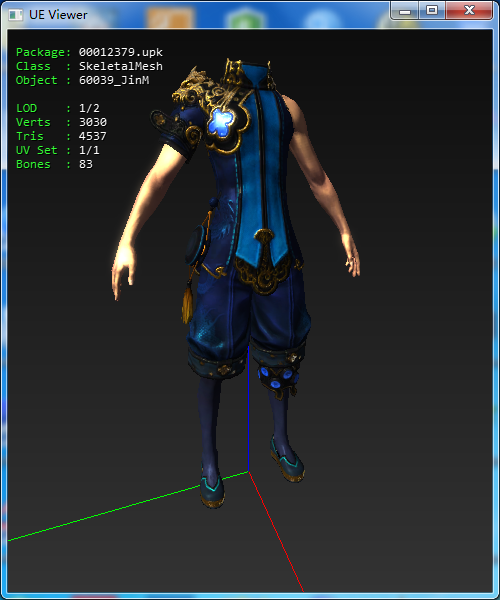 UE Viewer
Package: 00012379.upk
Class : SkeletalMesh
Object : 60039_JinM
LOD : 1/2
Verts : 3030
Tris : 4537
UV Set : 1/1
Bones : 83